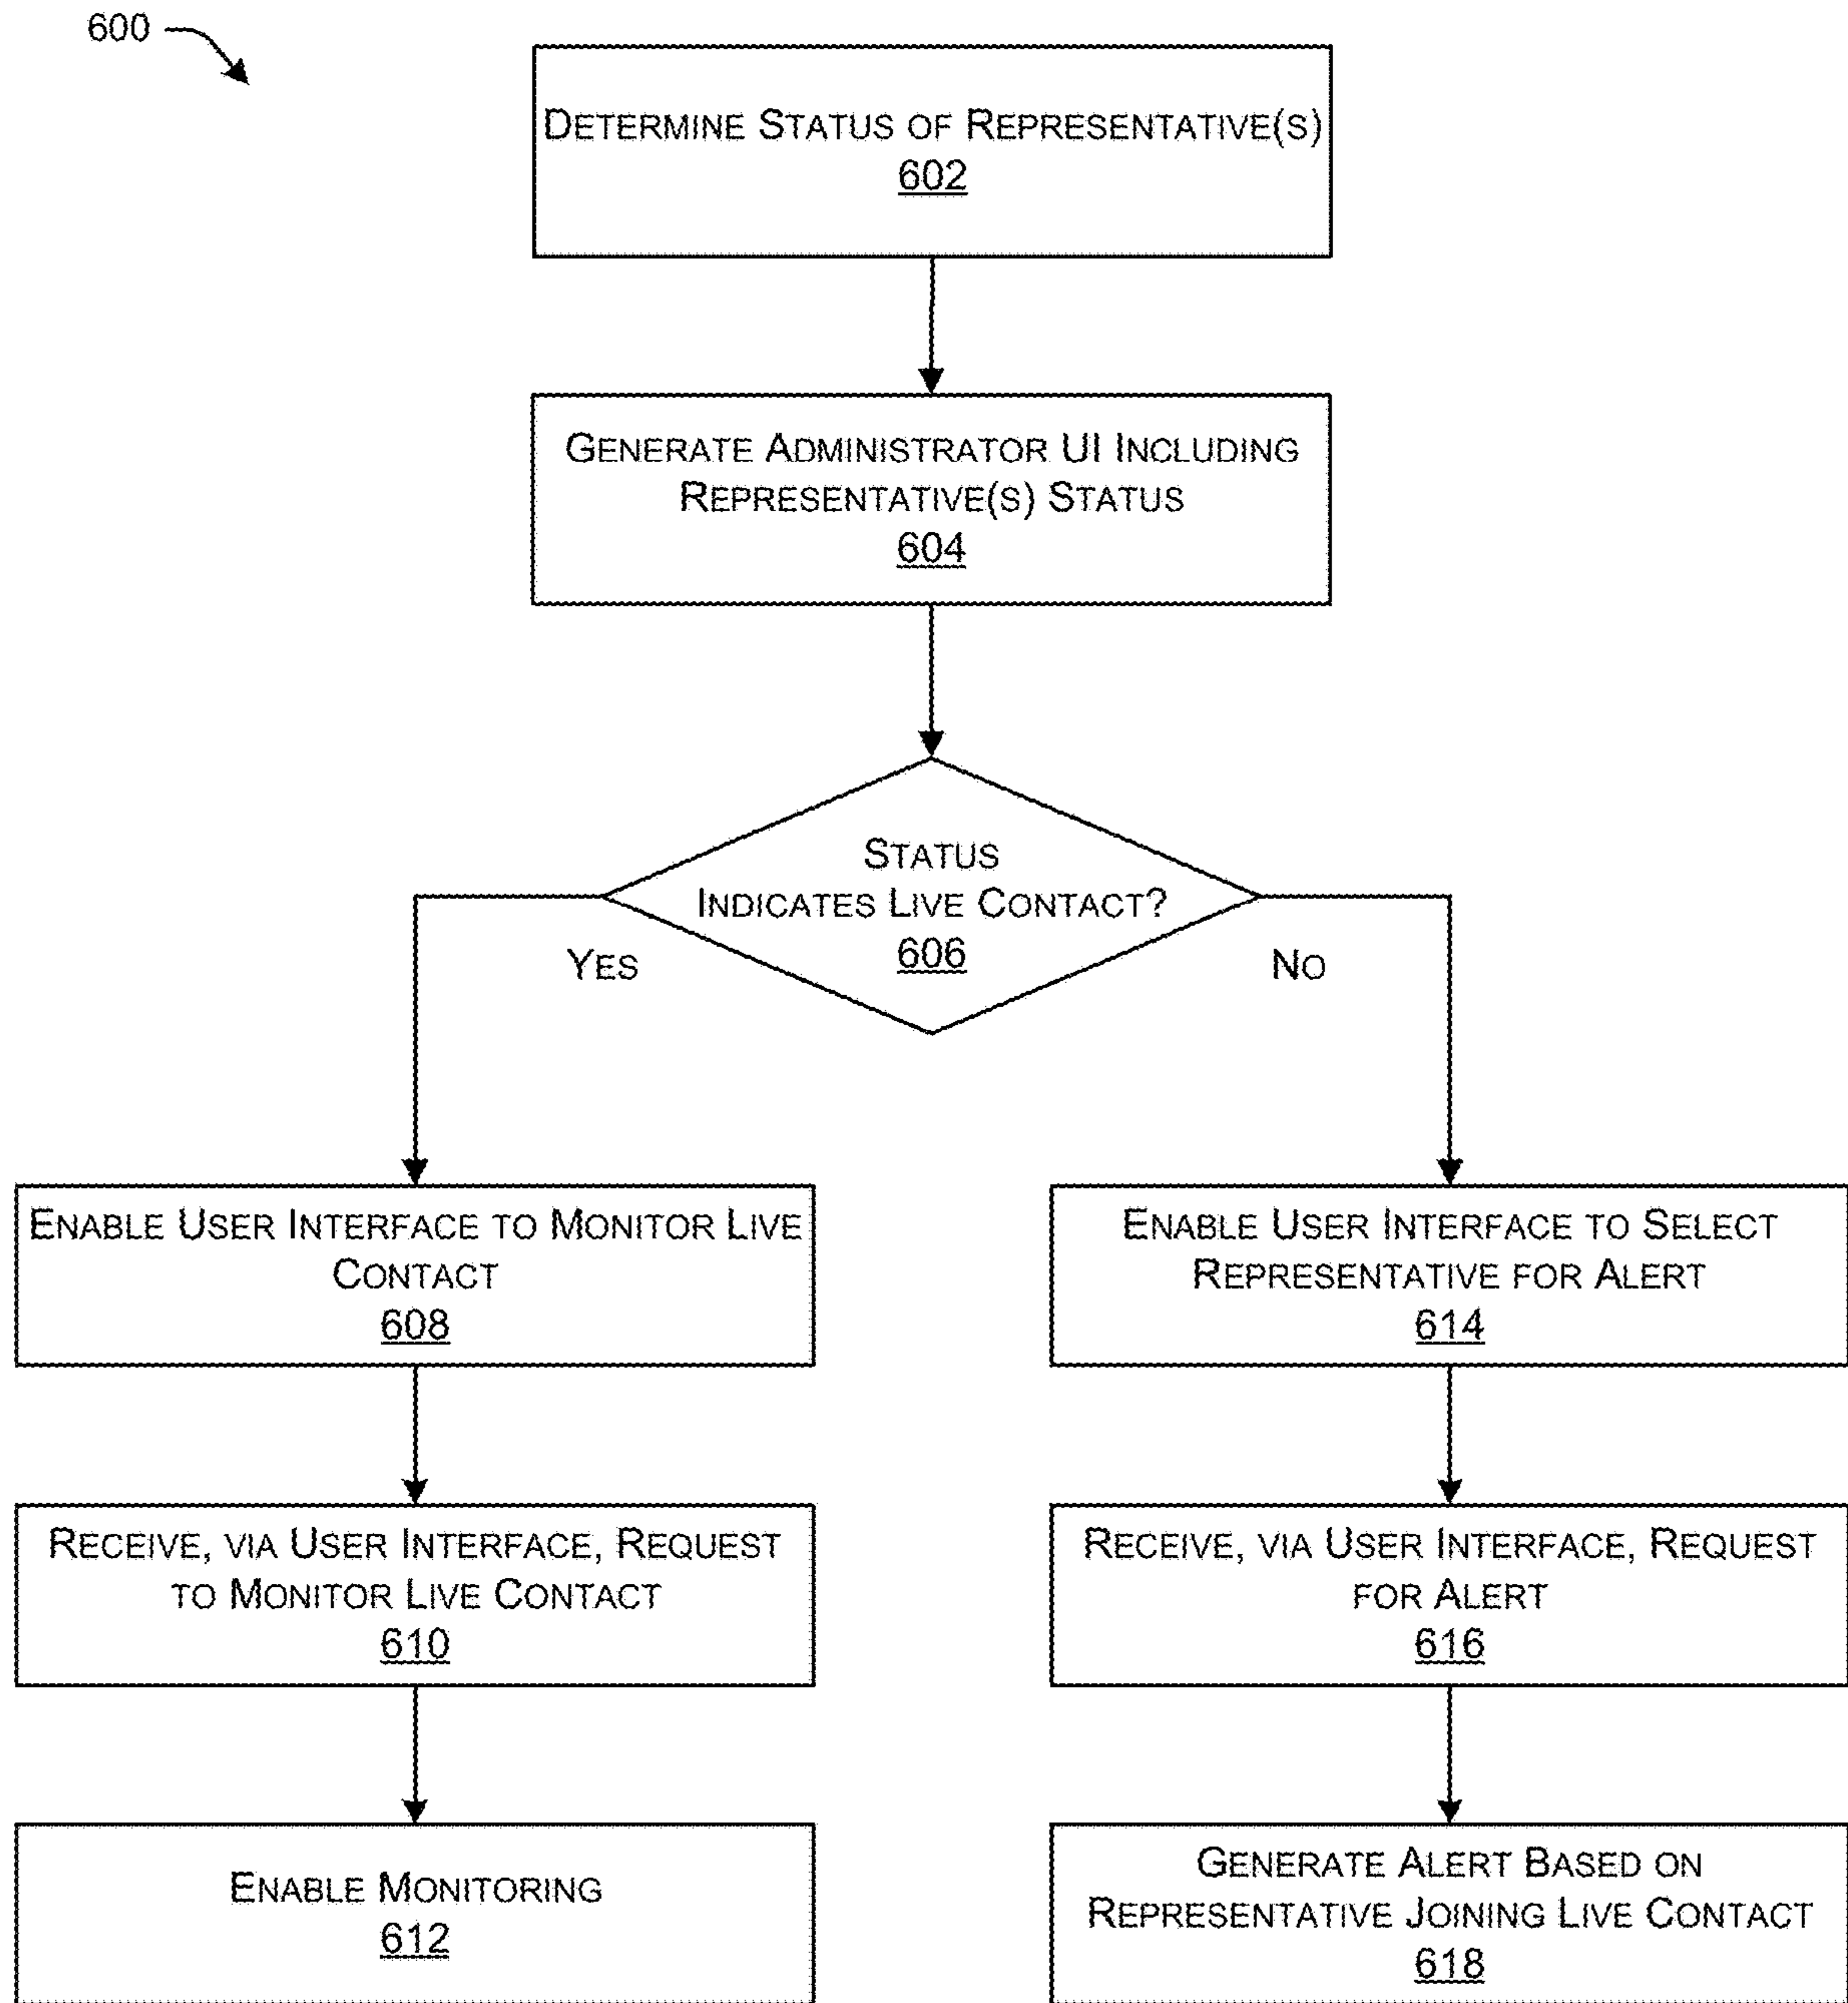 600
DETERMINE STATUS OF REPRESENTATIVE(S)
602
GENERATE ADMINISTRATOR UI INCLUDING
REPRESENTATIVE(S) STATUS
604
STATUS
INDICATES LIVE CONTACT?
606
YES
NO
ENABLE USER INTERFACE TO MONITOR LIVE
CONTACT
608
RECEIVE, VIA USER INTERFACE, REQUEST
TO MONITOR LIVE CONTACT
610
ENABLE MONITORING
612
ENABLE USER INTERFACE TO SELECT
REPRESENTATIVE FOR ALERT
614
RECEIVE, VIA USER INTERFACE, REQUEST
FOR ALERT
616
GENERATE ALERT BASED ON
REPRESENTATIVE JOINING LIVE CONTACT
618